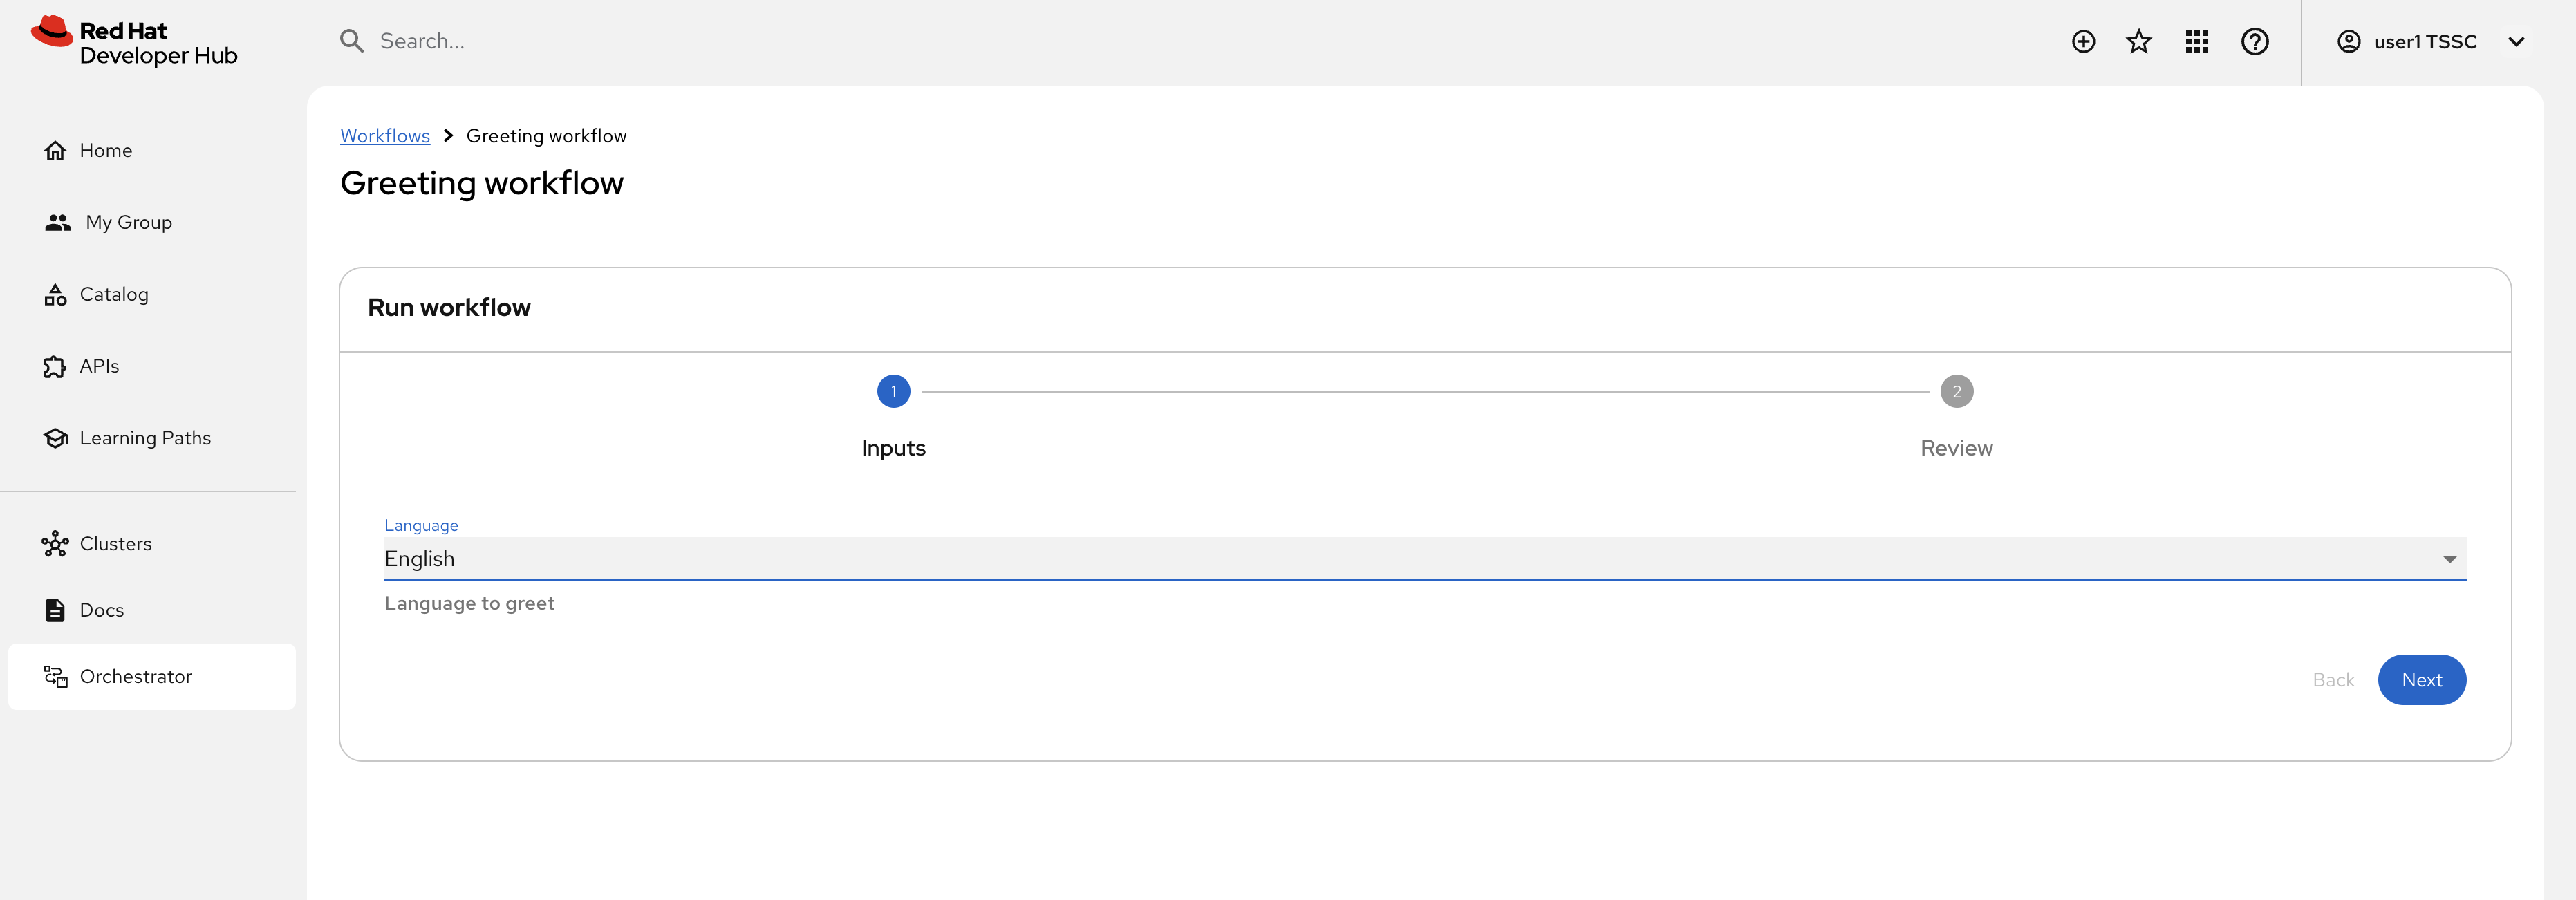 Red Hat
Developer Hub
Search...
user1 TSSC
Home
My Group
Catalog
APIs
Learning Paths
Clusters
Docs
Orchestrator
Workflows > Greeting workflow
Greeting workflow
Run workflow
1
2
Inputs
Review
Language
English
Language to greet
Back
Next